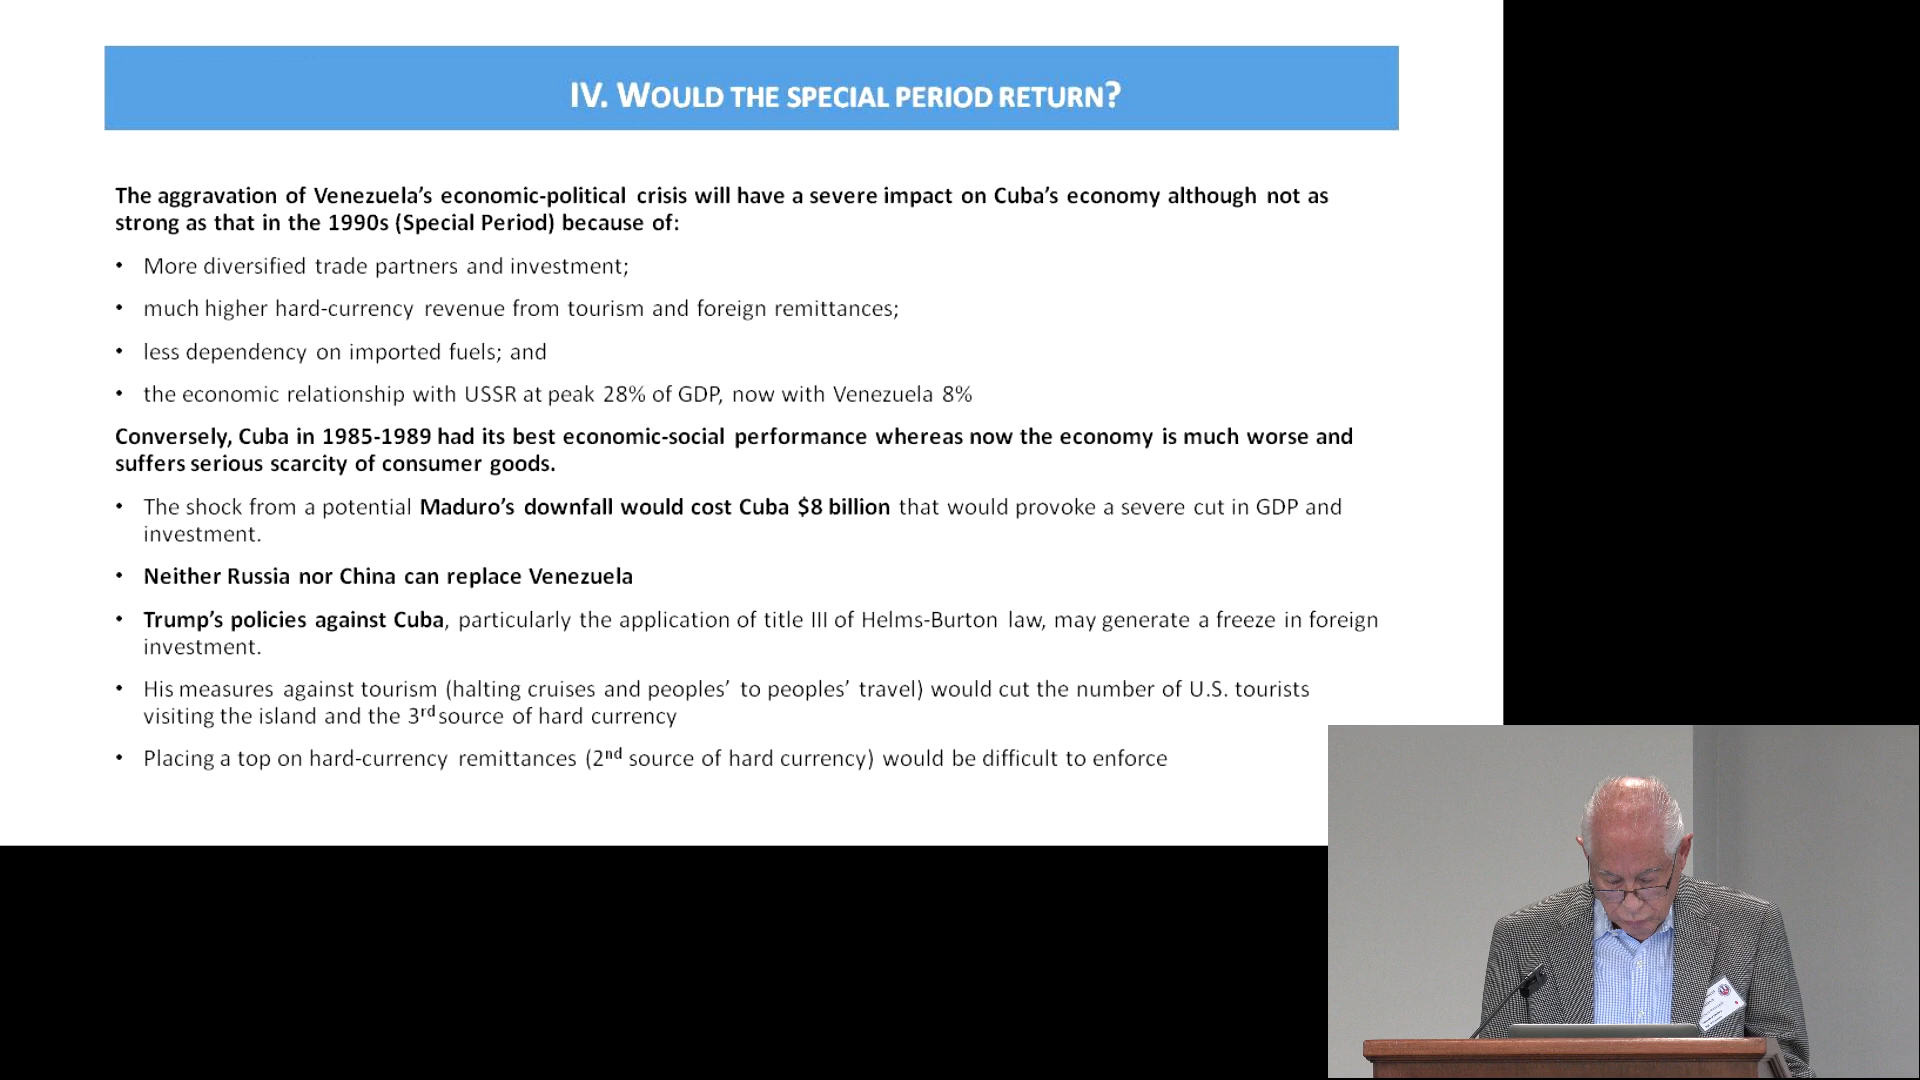 IV. WOULD THE SPECIAL PERIOD RETURN?
The aggravation of Venezuela’s economic-political crisis will have a severe impact on Cuba’s economy although not as
strong as that in the 1990s (Special Period) because of:
• More diversified trade partners and investment;
• much higher hard-currency revenue from tourism and foreign remittances;
• less dependency on imported fuels; and
• the economic relationship with USSR at peak 28% of GDP, now with Venezuela 8%
Conversely, Cuba in 1985-1989 had its best economic-social performance whereas now the economy is much worse and
suffers serious scarcity of consumer goods.
• The shock from a potential Maduro’s downfall would cost Cuba $8 billion that would provoke a severe cut in GDP and
investment.
• Neither Russia nor China can replace Venezuela
• Trump’s policies against Cuba, particularly the application of title III of Helms-Burton law, may generate a freeze in foreign
investment.
• His measures against tourism (halting cruises and peoples’ to peoples’ travel) would cut the number of U.S. tourists
visiting the island and the 3rd source of hard currency
• Placing a top on hard-currency remittances (2nd source of hard currency) would be difficult to enforce